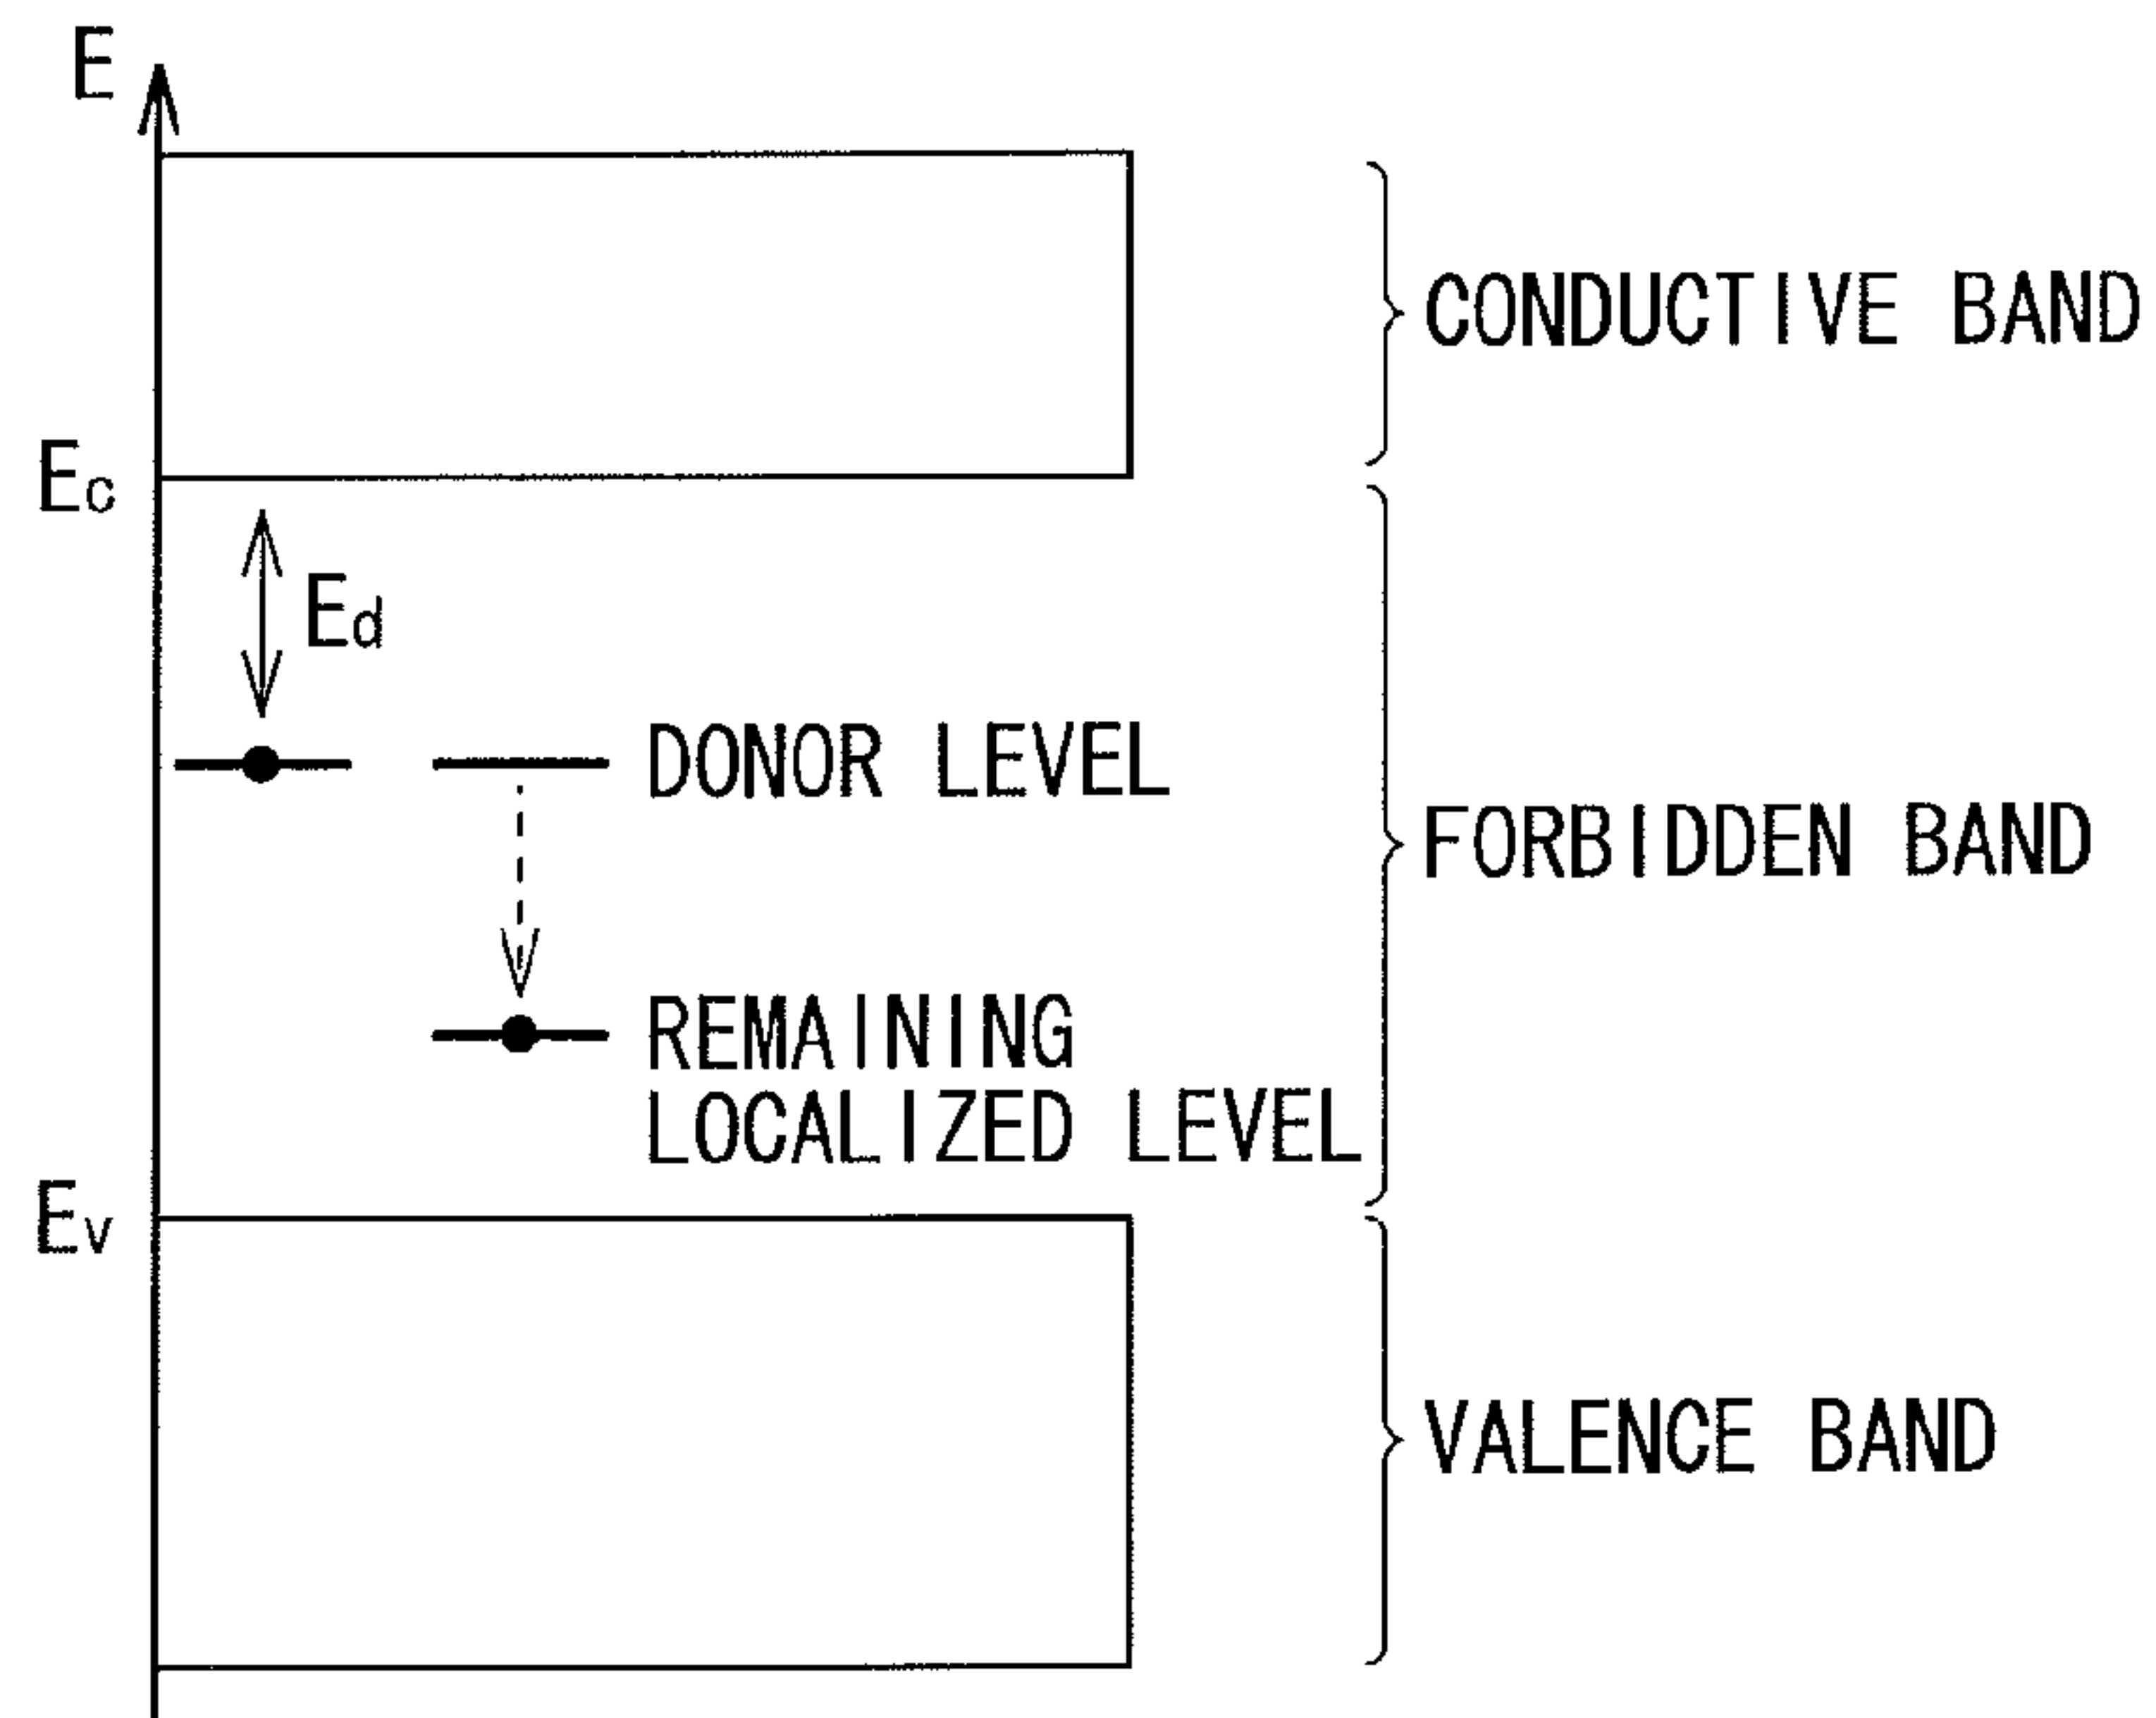 E
CONDUCTIVE BAND
Ec
Ed
DONOR LEVEL
FORBIDDEN BAND
REMAINING
LOCALIZED LEVEL
Ev
VALENCE BAND